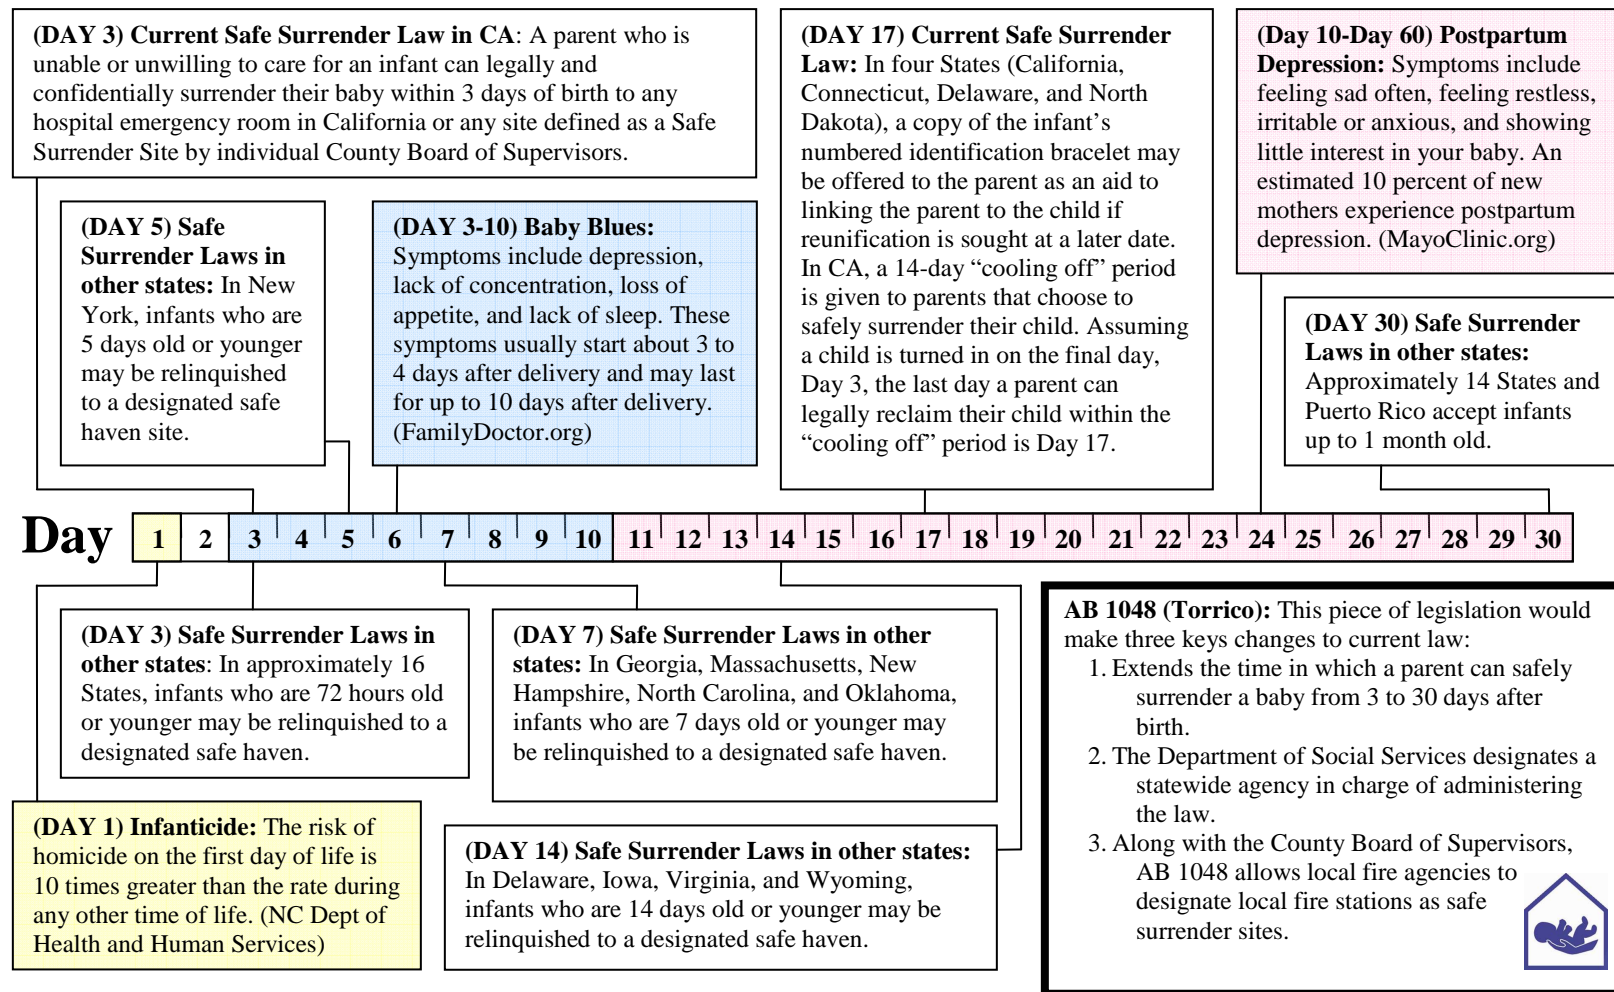 (DAY 3) Current Safe Surrender Law in CA: A parent who is
unable or unwilling to care for an infant can legally and
confidentially surrender their baby within 3 days of birth to any
hospital emergency room in California or any site defined as a Safe
Surrender Site by individual County Board of Supervisors.
(DAY 5) Safe
Surrender Laws in
other states: In New
York, infants who are
5 days old or younger
may be relinquished
to a designated safe
haven site.
(DAY 3-10) Baby Blues:
Symptoms include depression,
lack of concentration, loss of
appetite, and lack of sleep. These
symptoms usually start about 3 to
4 days after delivery and may last
for up to 10 days after delivery.
(FamilyDoctor.org)
(DAY 17) Current Safe Surrender
Law: In four States (California,
Connecticut, Delaware, and North
Dakota), a copy of the infant's
numbered identification bracelet may
be offered to the parent as an aid to
linking the parent to the child if
reunification is sought at a later date.
In CA, a 14-day “cooling off” period
is given to parents that choose to
safely surrender their child. Assuming
a child is turned in on the final day,
Day 3, the last day a parent can
legally reclaim their child within the
“cooling off” period is Day 17.
(Day 10-Day 60) Postpartum
Depression: Symptoms include
feeling sad often, feeling restless,
irritable or anxious, and showing
little interest in your baby. An
estimated 10 percent of new
mothers experience postpartum
depression. (MayoClinic.org)
(DAY 30) Safe Surrender
Laws in other states:
Approximately 14 States and
Puerto Rico accept infants
up to 1 month old.
Day 1 2 3 4 5 6 7 8 9 10 11 12 13 14 15 16 17 18 19 20 21 22 23 24 25 26 27 28 29 30
(DAY 3) Safe Surrender Laws in
other states: In approximately 16
States, infants who are 72 hours old
or younger may be relinquished to a
designated safe haven.
(DAY 7) Safe Surrender Laws in other
states: In Georgia, Massachusetts, New
Hampshire, North Carolina, and Oklahoma,
infants who are 7 days old or younger may
be relinquished to a designated safe haven.
(DAY 1) Infanticide: The risk of
homicide on the first day of life is
10 times greater than the rate during
any other time of life. (NC Dept of
Health and Human Services)
(DAY 14) Safe Surrender Laws in other states:
In Delaware, Iowa, Virginia, and Wyoming,
infants who are 14 days old or younger may be
relinquished to a designated safe haven.
AB 1048 (Torrico): This piece of legislation would
make three keys changes to current law:
1. Extends the time in which a parent can safely
surrender a baby from 3 to 30 days after
birth.
2. The Department of Social Services designates a
statewide agency in charge of administering
the law.
3. Along with the County Board of Supervisors,
AB 1048 allows local fire agencies to
designate local fire stations as safe
surrender sites.